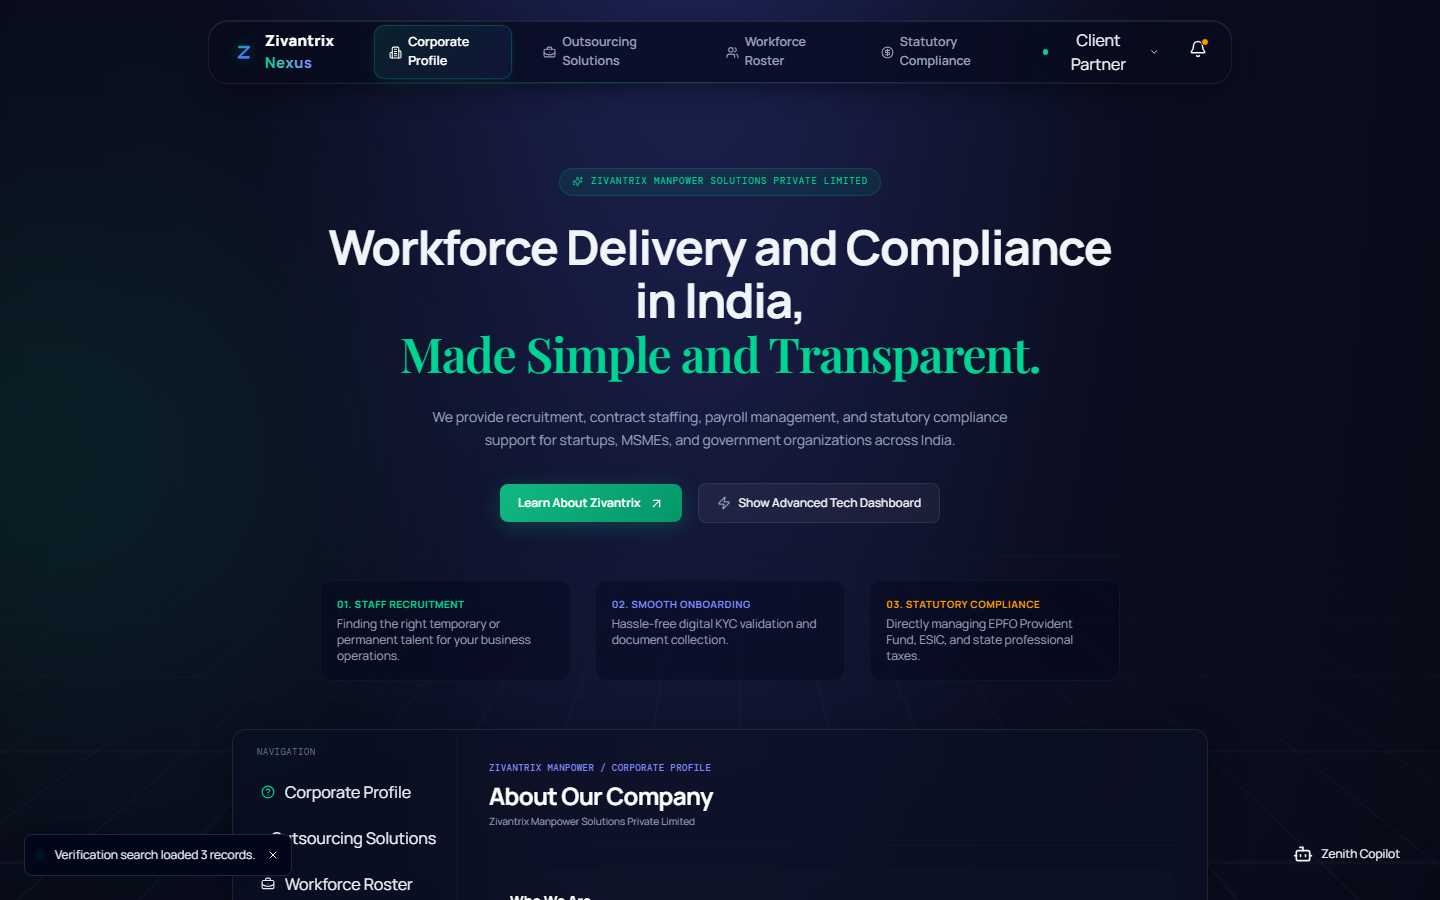 Zivantrix
Nexus
Corporate
Profile
Outsourcing
Solutions
Workforce
Roster
Statutory
Compliance
Client
Partner
ZIVANTRIX MANPOWER SOLUTIONS PRIVATE LIMITED
Workforce Delivery and Compliance
in India,
Made Simple and Transparent.
We provide recruitment, contract staffing, payroll management, and statutory compliance
support for startups, MSMEs, and government organizations across India.
Learn About Zivantrix
Show Advanced Tech Dashboard
01. STAFF RECRUITMENT
Finding the right temporary or
permanent talent for your business
operations.
02. SMOOTH ONBOARDING
Hassle-free digital KYC validation and
document collection.
03. STATUTORY COMPLIANCE
Directly managing EPFO Provident
Fund, ESIC, and state professional
taxes.
NAVIGATION
Corporate Profile
Outsourcing Solutions
Workforce Roster
ZIVANTRIX MANPOWER / CORPORATE PROFILE
About Our Company
Zivantrix Manpower Solutions Private Limited
Who We Are
Verification search loaded 3 records.
Zenith Copilot